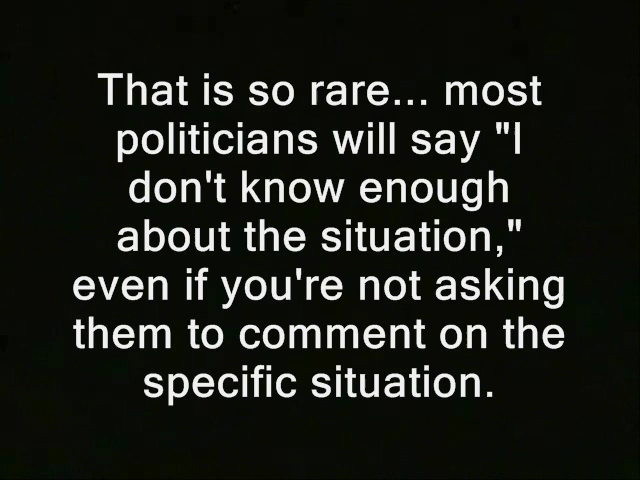 That is so rare... most
politicians will say "I
don't know enough
about the situation,"
even if you're not asking
them to comment on the
specific situation.